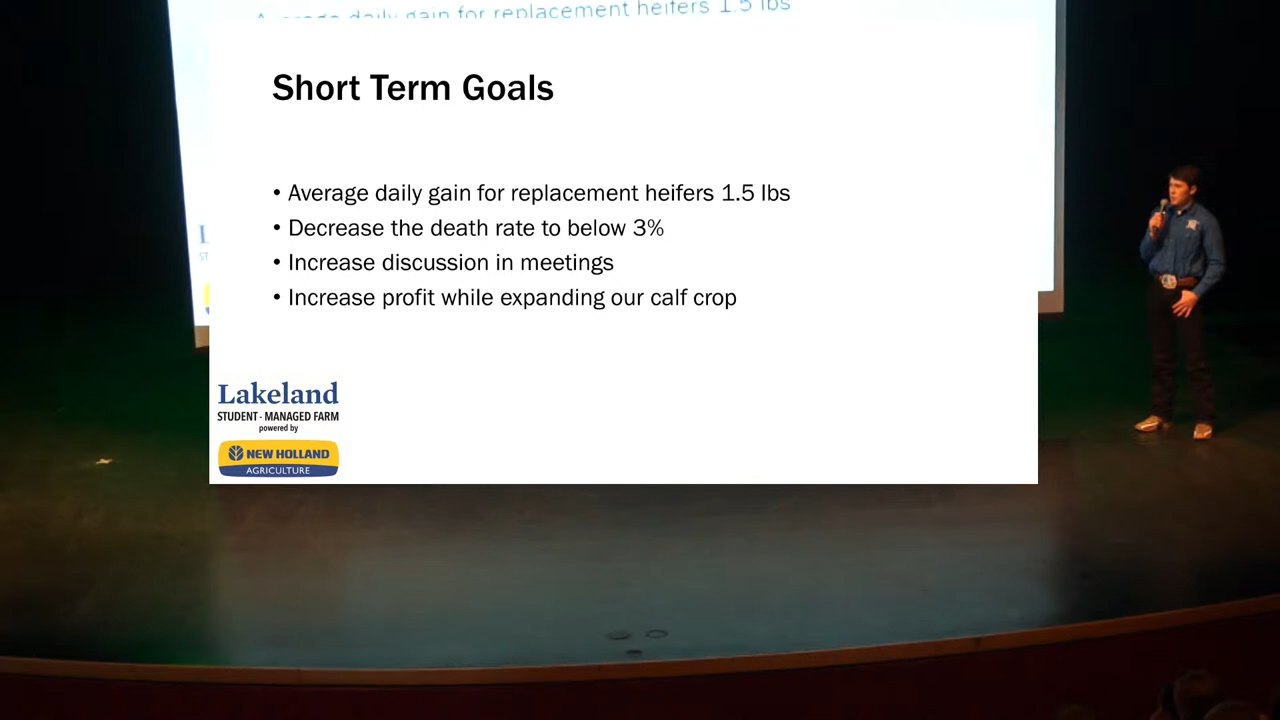 Average daily gain for replacement heifers 1.5 lbs
Short Term Goals
• Average daily gain for replacement heifers 1.5 lbs
• Decrease the death rate to below 3%
• Increase discussion in meetings
• Increase profit while expanding our calf crop
Lakeland
STUDENT - MANAGED FARM
powered by
NEW HOLLAND
AGRICULTURE
L
ST